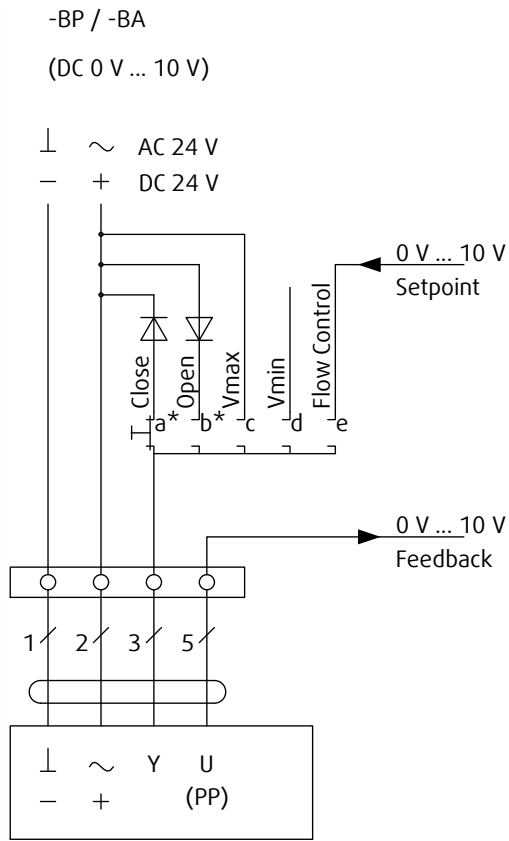 -BP / -BA
(DC 0 V ... 10 V)
⊥ ~ AC 24 V
− + DC 24 V
0 V ... 10 V
Setpoint
Close
Open
Vmax
Vmin
Flow Control
a* b* c d e
0 V ... 10 V
Feedback
1 2 3 5
⊥ ~ Y U
− + (PP)